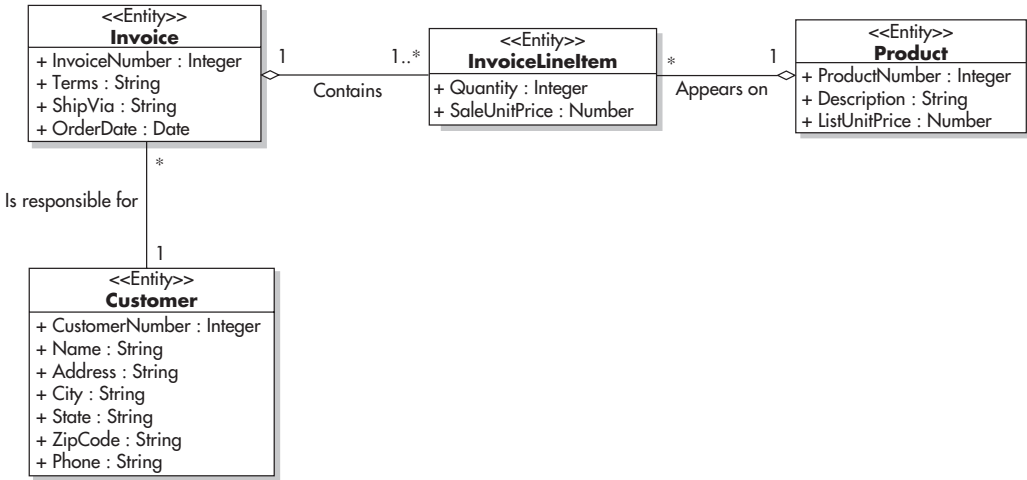 <<Entity>>
Invoice
+ InvoiceNumber : Integer
+ Terms : String
+ ShipVia : String
+ OrderDate : Date
1
1..*
Contains
<<Entity>>
InvoiceLineItem
+ Quantity : Integer
+ SaleUnitPrice : Number
*
1
Appears on
<<Entity>>
Product
+ ProductNumber : Integer
+ Description : String
+ ListUnitPrice : Number
*
Is responsible for
1
<<Entity>>
Customer
+ CustomerNumber : Integer
+ Name : String
+ Address : String
+ City : String
+ State : String
+ ZipCode : String
+ Phone : String